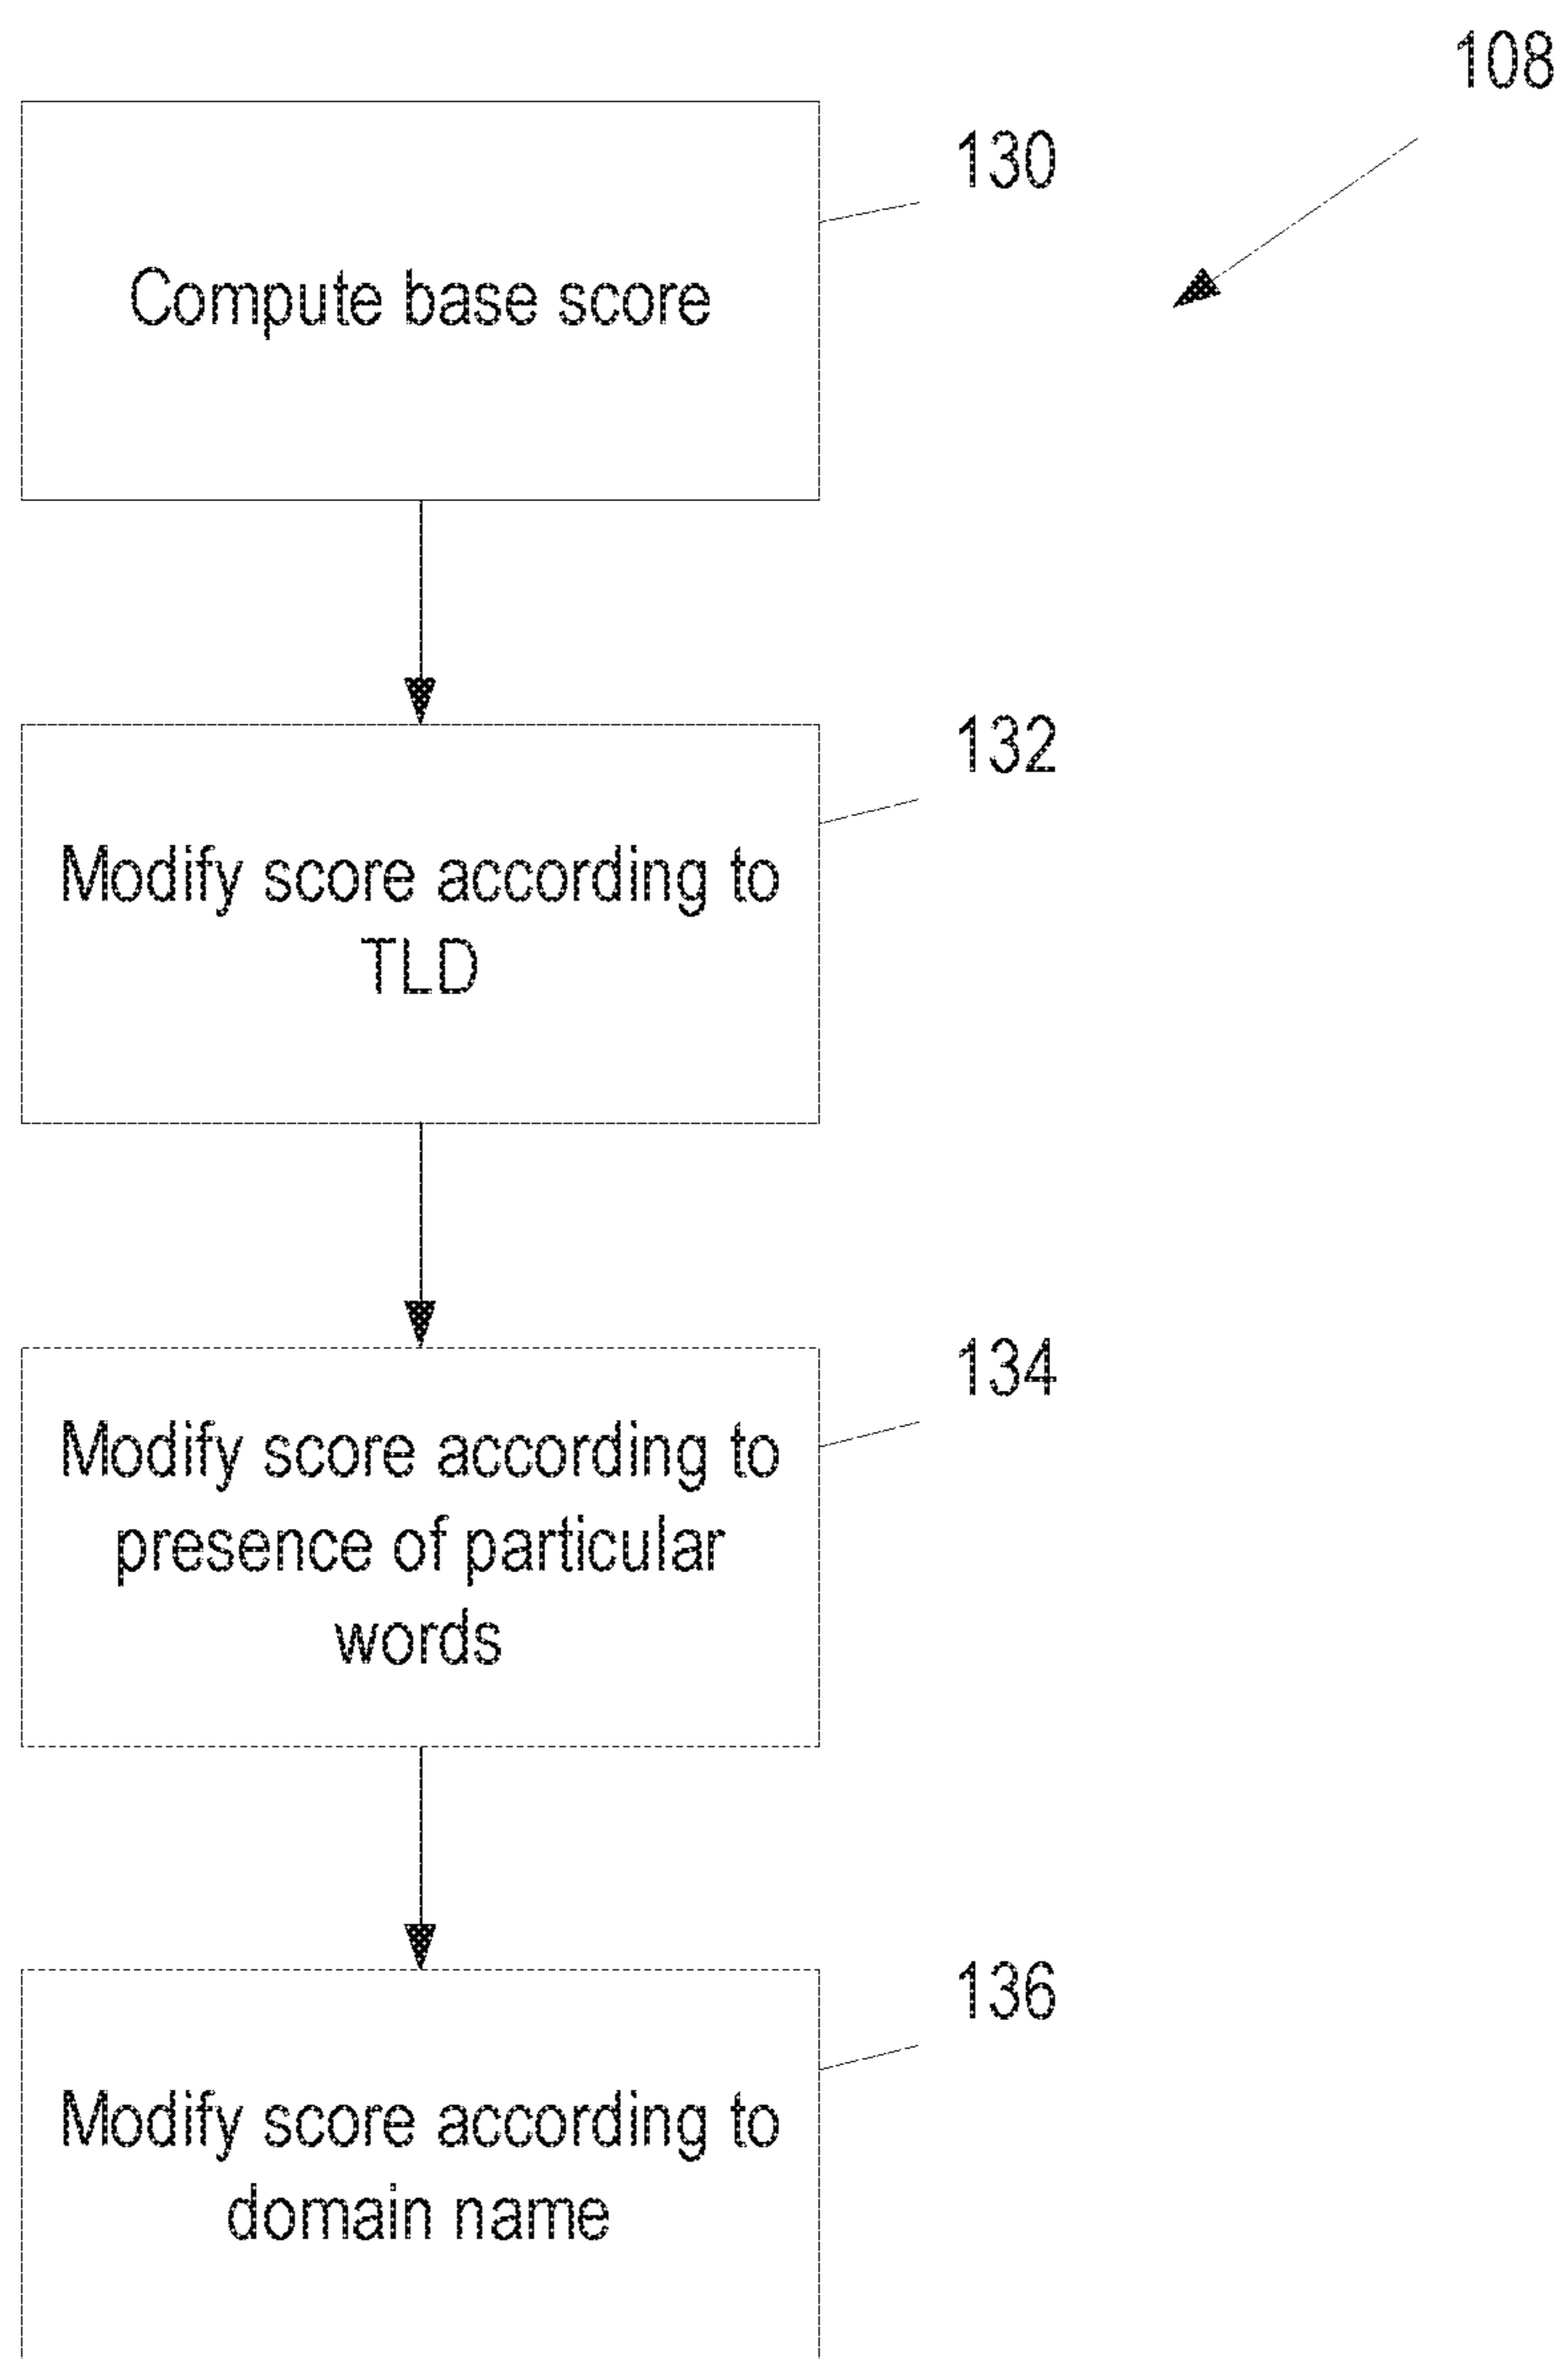 108
130
Compute base score
132
Modify score according to
TLD
134
Modify score according to
presence of particular
words
136
Modify score according to
domain name